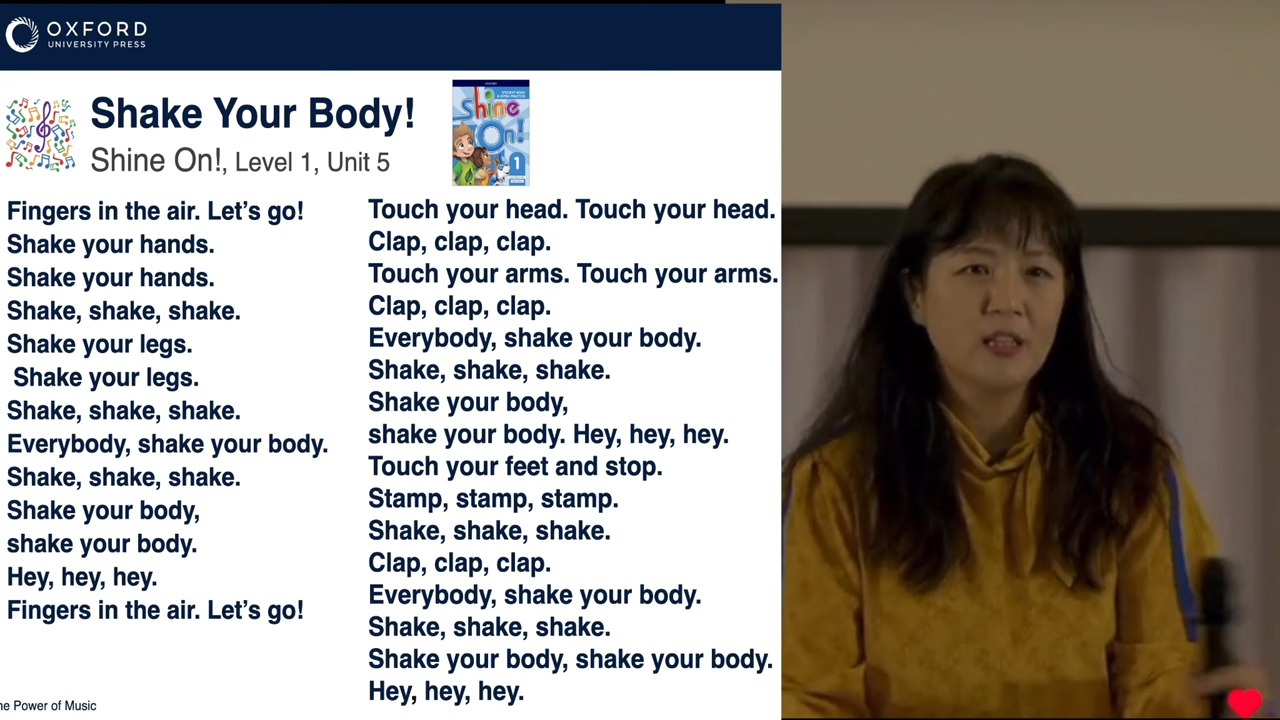 OXFORD
UNIVERSITY PRESS
Shake Your Body!
Shine On!, Level 1, Unit 5
Shine
On!
1
Fingers in the air. Let's go!
Shake your hands.
Shake your hands.
Shake, shake, shake.
Shake your legs.
Shake your legs.
Shake, shake, shake.
Everybody, shake your body.
Shake, shake, shake.
Shake your body,
shake your body.
Hey, hey, hey.
Fingers in the air. Let's go!
Touch your head. Touch your head.
Clap, clap, clap.
Touch your arms. Touch your arms.
Clap, clap, clap.
Everybody, shake your body.
Shake, shake, shake.
Shake your body,
shake your body. Hey, hey, hey.
Touch your feet and stop.
Stamp, stamp, stamp.
Shake, shake, shake.
Clap, clap, clap.
Everybody, shake your body.
Shake, shake, shake.
Shake your body, shake your body.
Hey, hey, hey.
he Power of Music